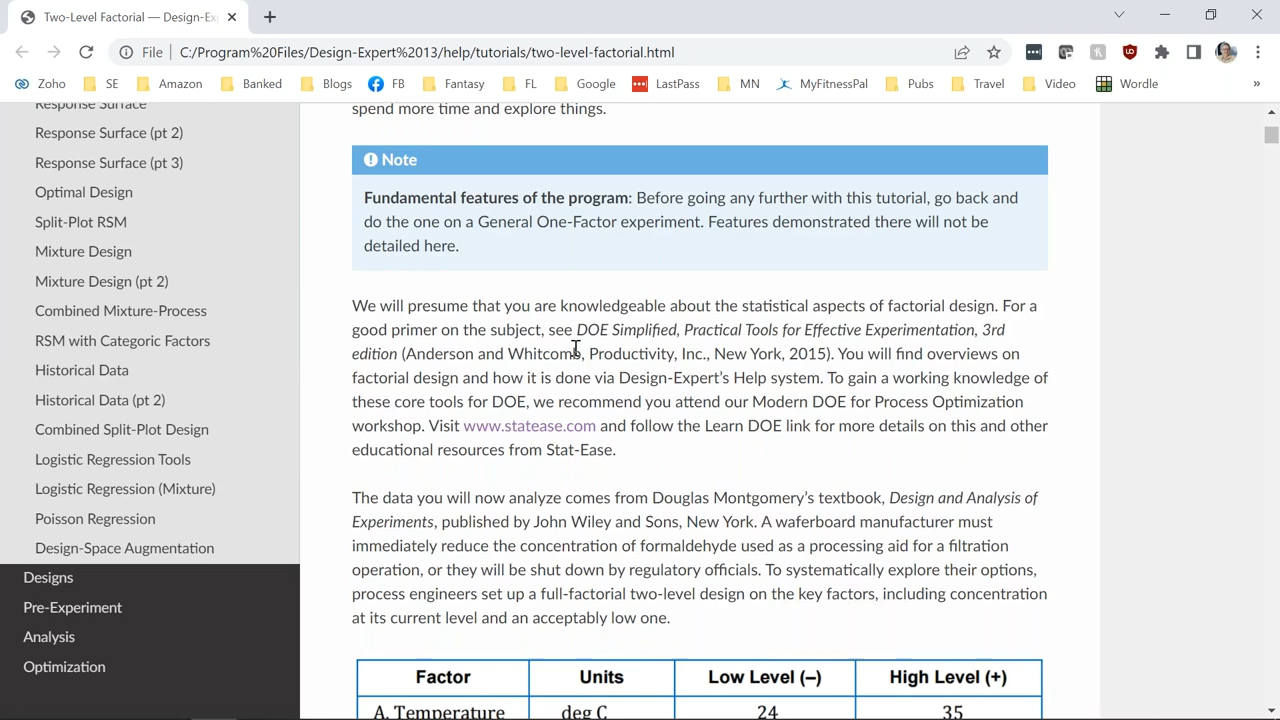 Two-Level Factorial — Design-Ex
File C:/Program%20Files/Design-Expert%2013/help/tutorials/two-level-factorial.html
Zoho SE Amazon Banked Blogs FB Fantasy FL Google LastPass MN MyFitnessPal Pubs Travel Video Wordle »
Response Surface
Response Surface (pt 2)
Response Surface (pt 3)
Optimal Design
Split-Plot RSM
Mixture Design
Mixture Design (pt 2)
Combined Mixture-Process
RSM with Categoric Factors
Historical Data
Historical Data (pt 2)
Combined Split-Plot Design
Logistic Regression Tools
Logistic Regression (Mixture)
Poisson Regression
Design-Space Augmentation
Designs
Pre-Experiment
Analysis
Optimization
spend more time and explore things.
Note
Fundamental features of the program: Before going any further with this tutorial, go back and
do the one on a General One-Factor experiment. Features demonstrated there will not be
detailed here.
We will presume that you are knowledgeable about the statistical aspects of factorial design. For a
good primer on the subject, see DOE Simplified, Practical Tools for Effective Experimentation, 3rd
edition (Anderson and Whitcomb, Productivity, Inc., New York, 2015). You will find overviews on
factorial design and how it is done via Design-Expert’s Help system. To gain a working knowledge of
these core tools for DOE, we recommend you attend our Modern DOE for Process Optimization
workshop. Visit www.statease.com and follow the Learn DOE link for more details on this and other
educational resources from Stat-Ease.
The data you will now analyze comes from Douglas Montgomery’s textbook, Design and Analysis of
Experiments, published by John Wiley and Sons, New York. A waferboard manufacturer must
immediately reduce the concentration of formaldehyde used as a processing aid for a filtration
operation, or they will be shut down by regulatory officials. To systematically explore their options,
process engineers set up a full-factorial two-level design on the key factors, including concentration
at its current level and an acceptably low one.
Factor Units Low Level (–) High Level (+)
A. Temperature deg C 24 35